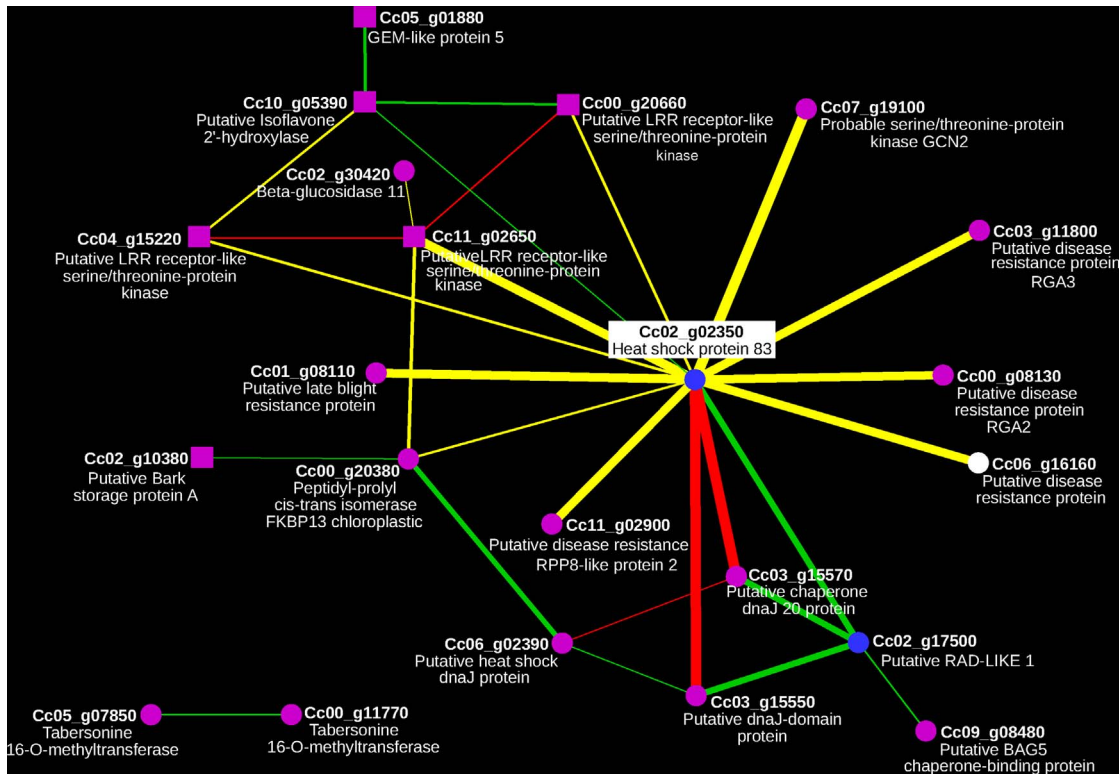 Cc05_g01880
GEM-like protein 5
Cc10_g05390
Putative Isoflavone
2'-hydroxylase
Cc00_g20660
Putative LRR receptor-like
serine/threonine-protein
kinase
Cc07_g19100
Probable serine/threonine-protein
kinase GCN2
Cc02_g30420
Beta-glucosidase 11
Cc04_g15220
Putative LRR receptor-like
serine/threonine-protein
kinase
Cc11_g02650
PutativeLRR receptor-like
serine/threonine-protein
kinase
Cc03_g11800
Putative disease
resistance protein
RGA3
Cc02_g02350
Heat shock protein 83
Cc01_g08110
Putative late blight
resistance protein
Cc00_g08130
Putative disease
resistance protein
RGA2
Cc02_g10380
Putative Bark
storage protein A
Cc00_g20380
Peptidyl-prolyl
cis-trans isomerase
FKBP13 chloroplastic
Cc06_g16160
Putative disease
resistance protein
Cc11_g02900
Putative disease resistance
RPP8-like protein 2
Cc03_g15570
Putative chaperone
dnaJ 20 protein
Cc06_g02390
Putative heat shock
dnaJ protein
Cc02_g17500
Putative RAD-LIKE 1
Cc03_g15550
Putative dnaJ-domain
protein
Cc05_g07850
Tabersonine
16-O-methyltransferase
Cc00_g11770
Tabersonine
16-O-methyltransferase
Cc09_g08480
Putative BAG5
chaperone-binding protein